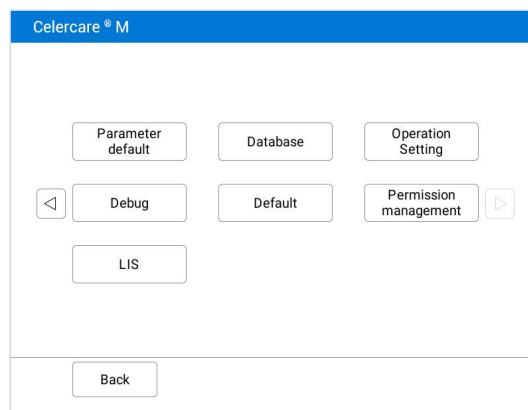 Celercare ® M
Parameter
default
Database
Operation
Setting
Debug
Default
Permission
management
LIS
Back